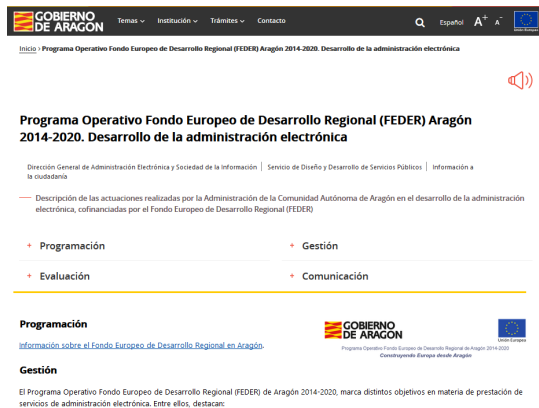 GOBIERNO
DE ARAGON
Temas Institución Trámites Contacto
Español A+ A-
Unión Europea
Inicio › Programa Operativo Fondo Europeo de Desarrollo Regional (FEDER) Aragón 2014-2020. Desarrollo de la administración electrónica
Programa Operativo Fondo Europeo de Desarrollo Regional (FEDER) Aragón
2014-2020. Desarrollo de la administración electrónica
Dirección General de Administración Electrónica y Sociedad de la Información | Servicio de Diseño y Desarrollo de Servicios Públicos | Información a
la ciudadanía
Descripción de las actuaciones realizadas por la Administración de la Comunidad Autónoma de Aragón en el desarrollo de la administración
electrónica, cofinanciadas por el Fondo Europeo de Desarrollo Regional (FEDER)
+ Programación
+ Gestión
+ Evaluación
+ Comunicación
Programación
Información sobre el Fondo Europeo de Desarrollo Regional en Aragón.
GOBIERNO
DE ARAGON
Unión Europea
Programa Operativo Fondo Europeo de Desarrollo Regional de Aragón 2014-2020
Construyendo Europa desde Aragón
Gestión
El Programa Operativo Fondo Europeo de Desarrollo Regional (FEDER) de Aragón 2014-2020, marca distintos objetivos en materia de prestación de
servicios de administración electrónica. Entre ellos, destacan: